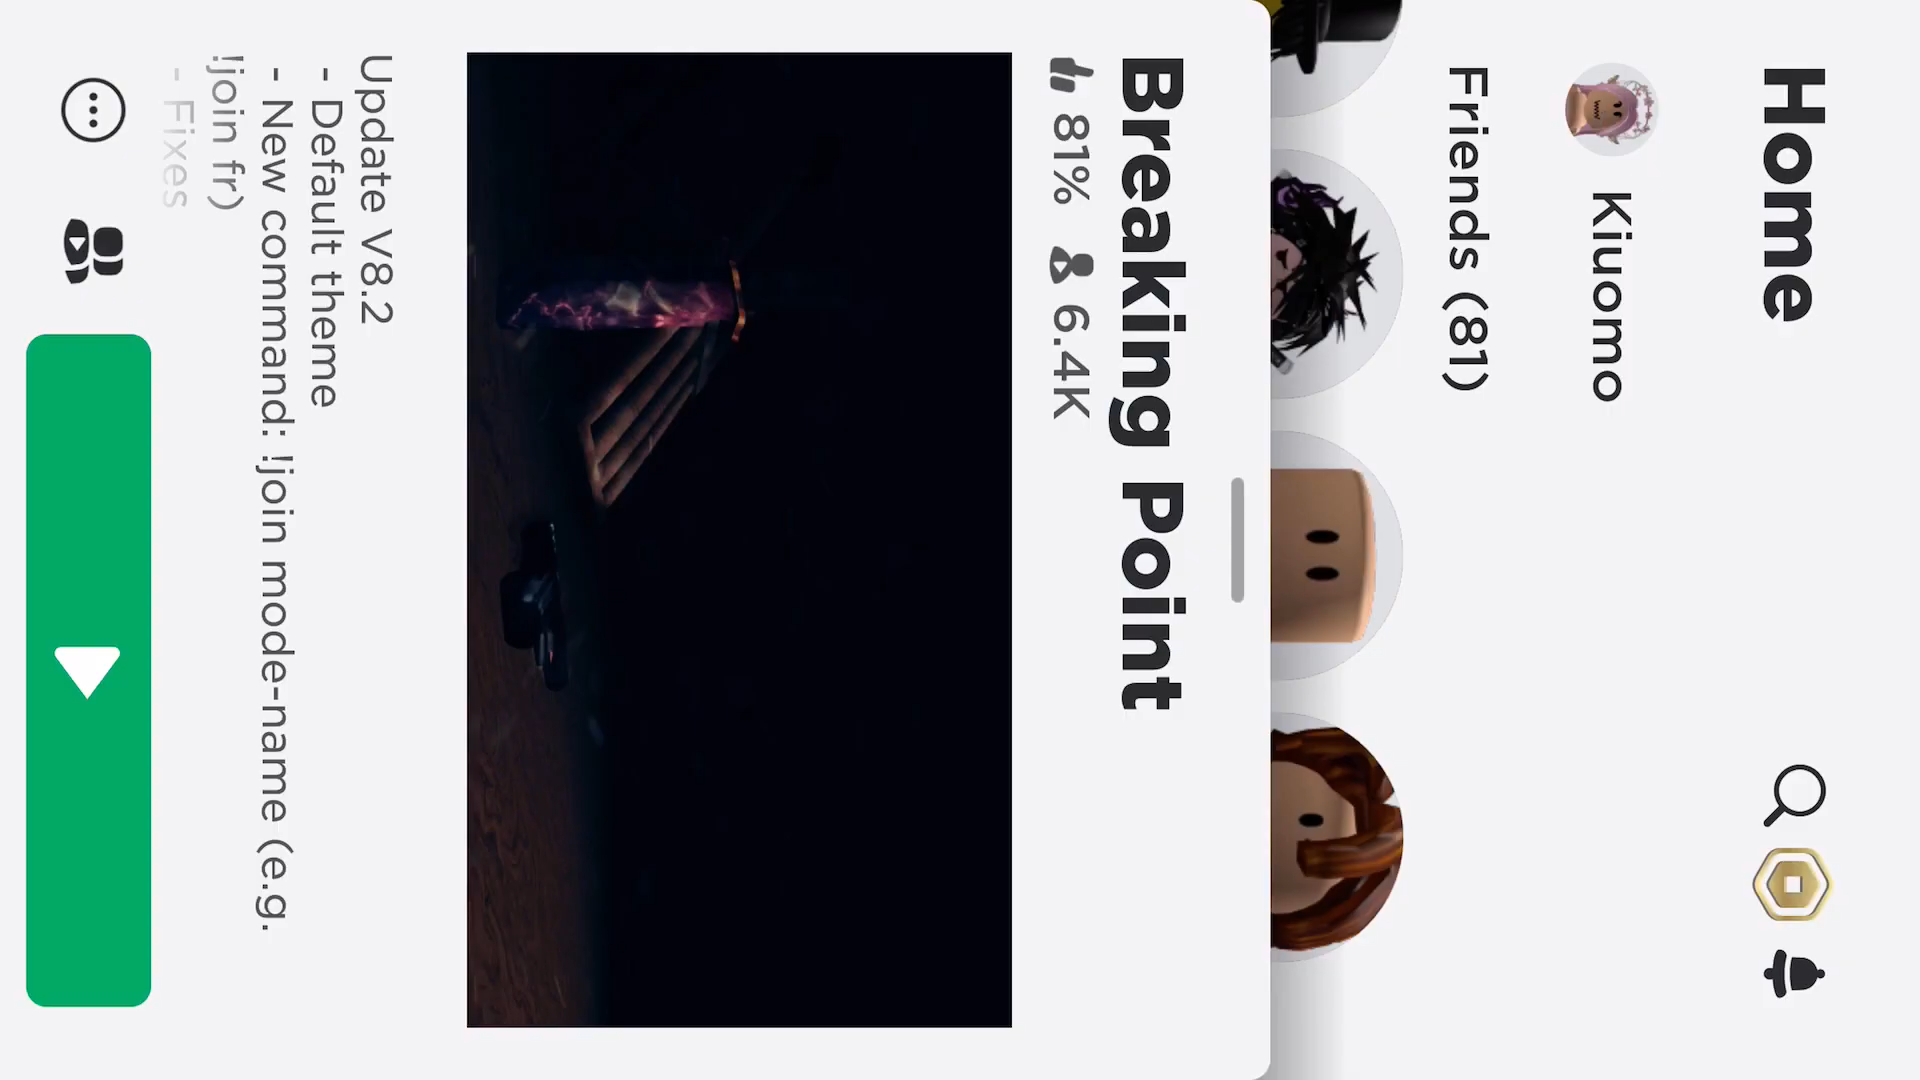 Home
Kiuomo
Friends (81)
Breaking Point
81% 6.4K
Update V8.2
- Default theme
- New command: !join mode-name (e.g.
!join fr)
- Fixes